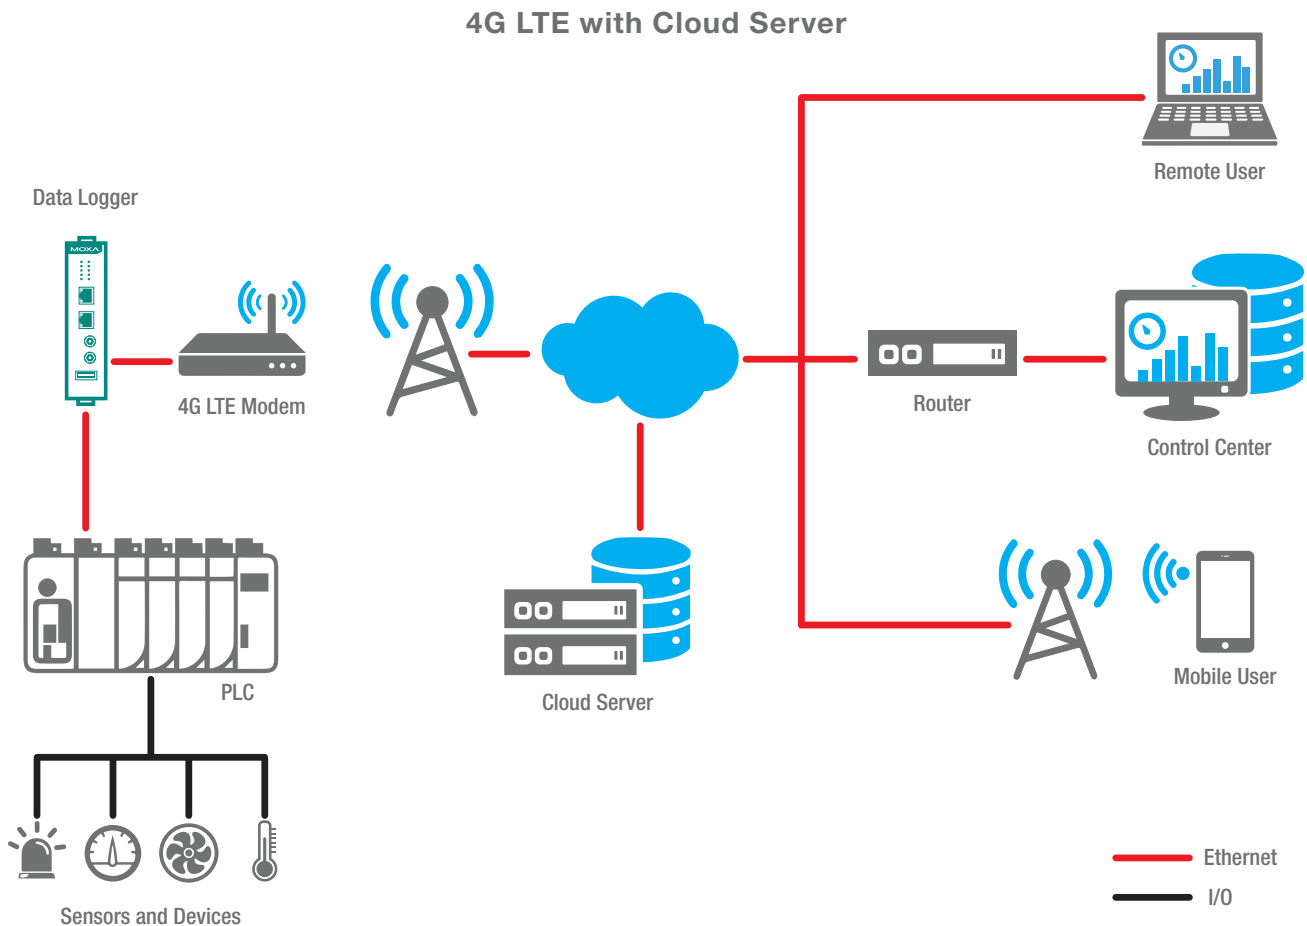 4G LTE with Cloud Server
Remote User
Data Logger
MOXA
4G LTE Modem
Router
Control Center
PLC
Cloud Server
Mobile User
Sensors and Devices
Ethernet
I/O